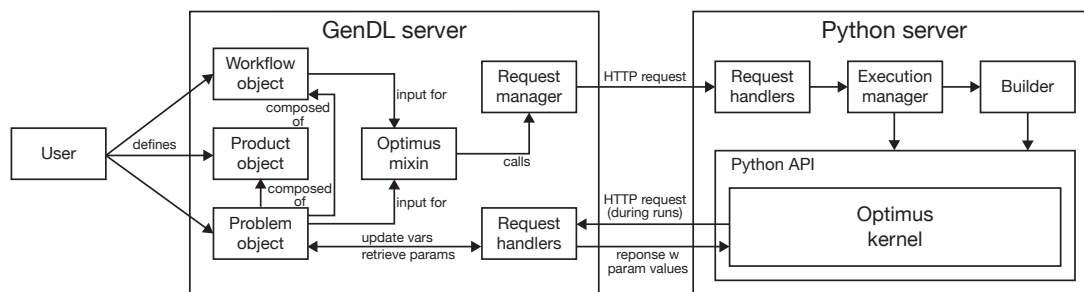 GenDL server
Python server
Workflow
object
Request
manager
HTTP request
Request
handlers
Execution
manager
Builder
composed
of
input for
User
defines
Product
object
Optimus
mixin
calls
Python API
composed
of
input for
HTTP request
(during runs)
Problem
object
Request
handlers
Optimus
kernel
update vars
retrieve params
reponse w
param values